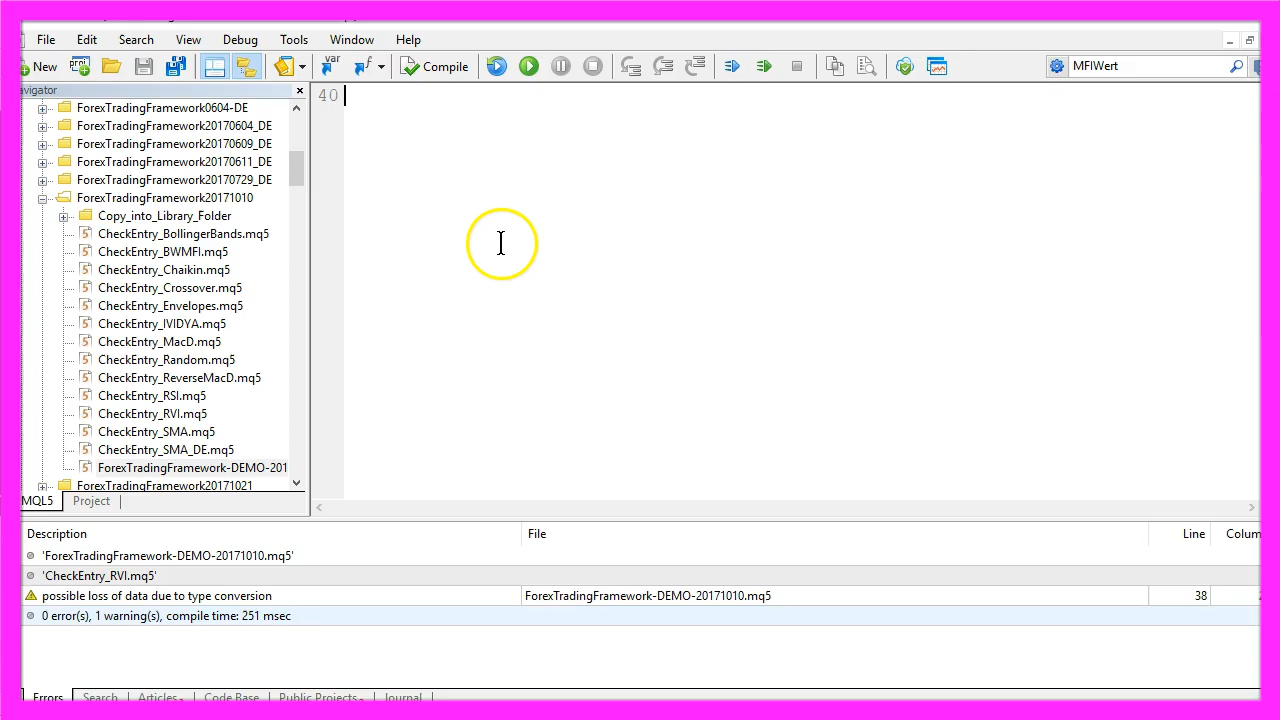 File Edit Search View Debug Tools Window Help
New var Compile MFIWert
avigator
ForexTradingFramework0604-DE
ForexTradingFramework20170604_DE
ForexTradingFramework20170609_DE
ForexTradingFramework20170611_DE
ForexTradingFramework20170729_DE
ForexTradingFramework20171010
Copy_into_Library_Folder
CheckEntry_BollingerBands.mq5
CheckEntry_BWMFI.mq5
CheckEntry_Chaikin.mq5
CheckEntry_Crossover.mq5
CheckEntry_Envelopes.mq5
CheckEntry_IVIDYA.mq5
CheckEntry_MacD.mq5
CheckEntry_Random.mq5
CheckEntry_ReverseMacD.mq5
CheckEntry_RSI.mq5
CheckEntry_RVI.mq5
CheckEntry_SMA.mq5
CheckEntry_SMA_DE.mq5
ForexTradingFramework-DEMO-201
ForexTradingFramework20171021
MQL5 Project
40
Description File Line Colum
'ForexTradingFramework-DEMO-20171010.mq5'
'CheckEntry_RVI.mq5'
possible loss of data due to type conversion ForexTradingFramework-DEMO-20171010.mq5 38
0 error(s), 1 warning(s), compile time: 251 msec
Errors Search Articles Code Base Public Projects Journal